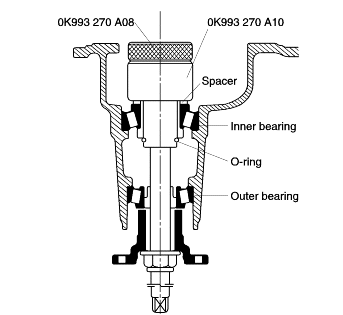 0K993 270 A08
0K993 270 A10
Spacer
Inner bearing
O-ring
Outer bearing